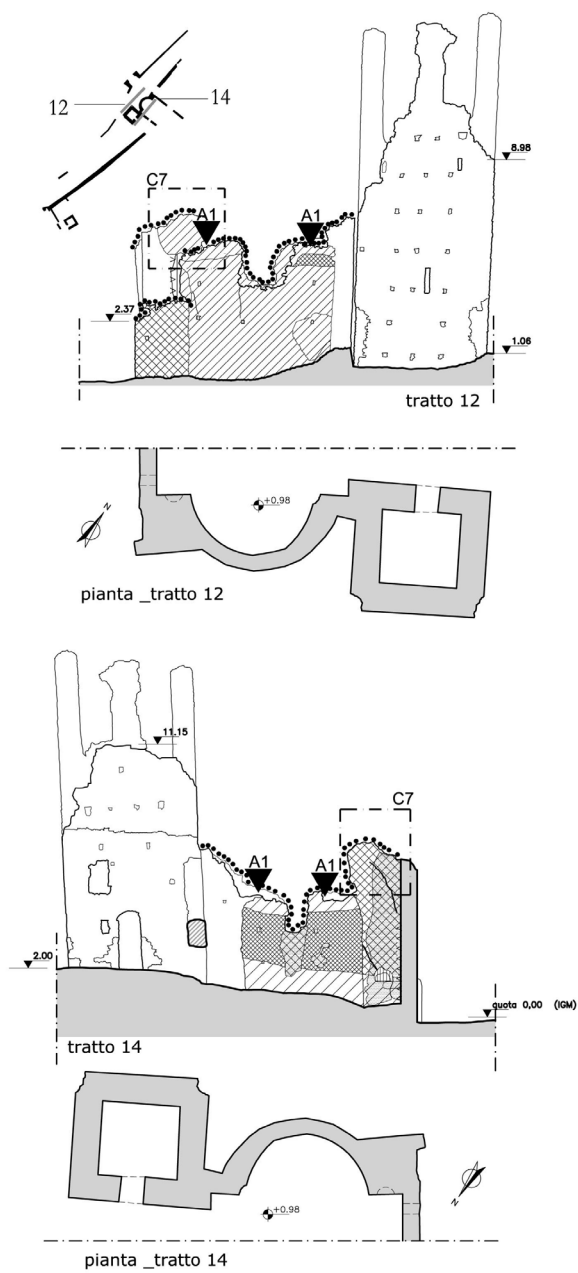 12
14
C7
A1
A1
8.98
2.37
1.06
tratto 12
+0.98
N
pianta _tratto 12
11.15
C7
A1
A1
2.00
quota 0,00 (IGM)
tratto 14
N
+0.98
pianta _tratto 14